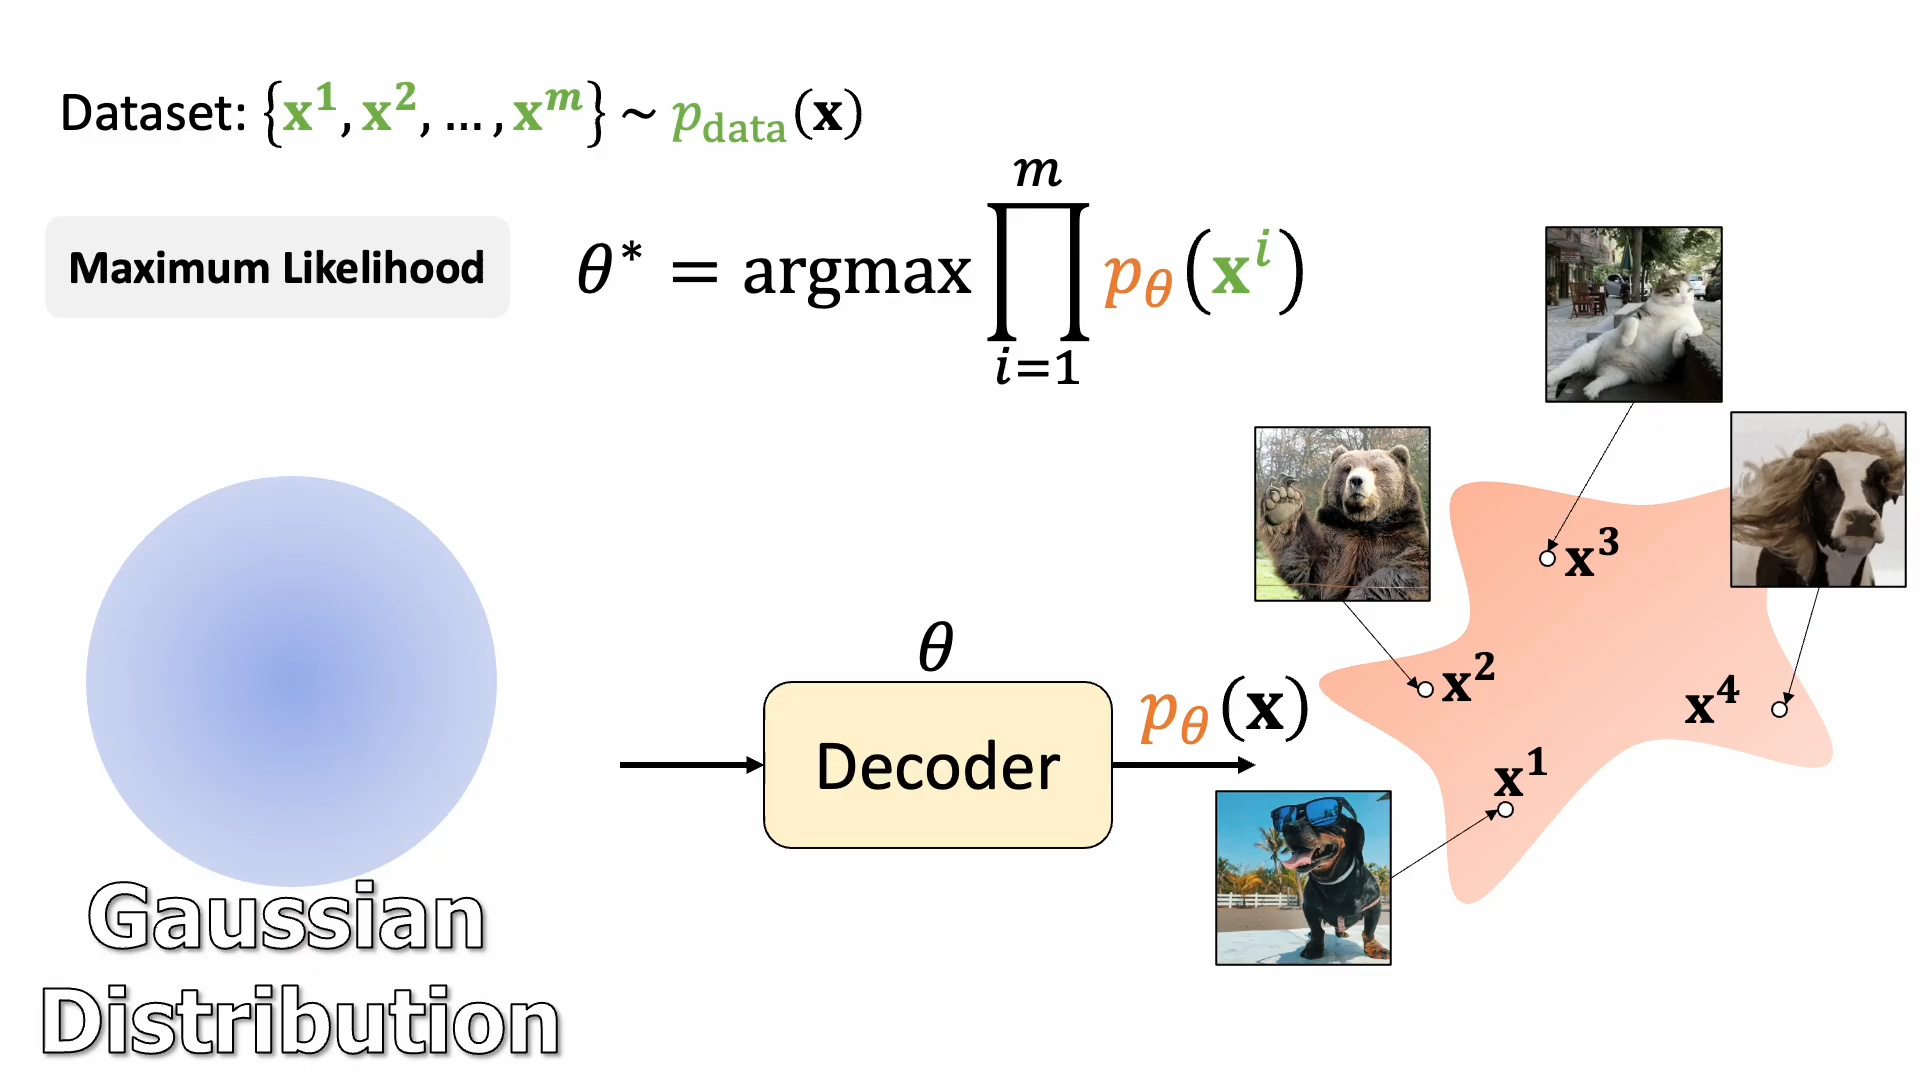 Dataset: {x¹, x², …, xᵐ} ~ p_data(x)
Maximum Likelihood
θ* = argmax ∏_{i=1}^{m} p_θ(xⁱ)
x³
x²
x⁴
x¹
θ
Decoder
p_θ(x)
Gaussian
Distribution